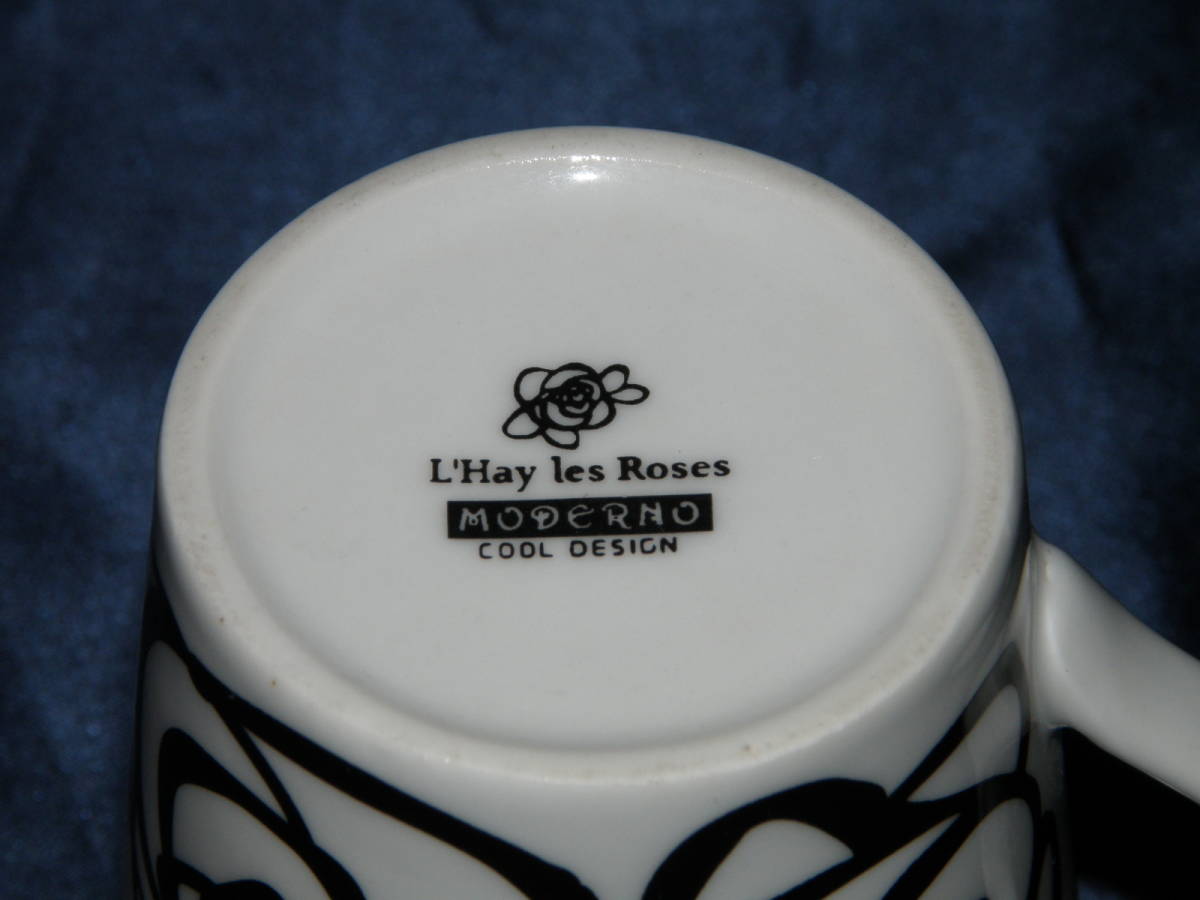 L'Hay les Roses
MODERNO
COOL DESIGN